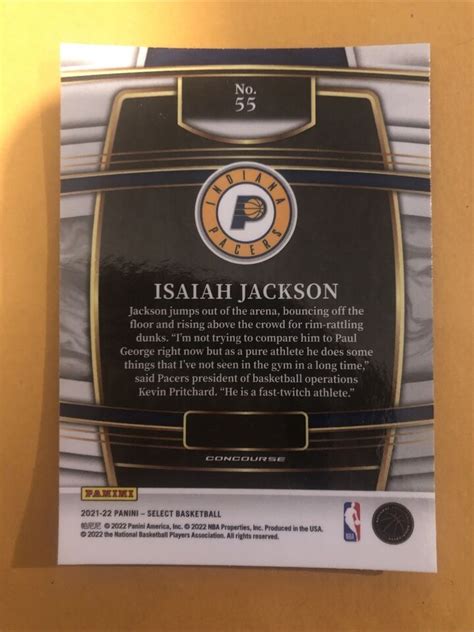 No.
55
INDIANA
P
PACERS
ISAIAH JACKSON
Jackson jumps out of the arena, bouncing off the
floor and rising above the crowd for rim-rattling
dunks. “I’m not trying to compare him to Paul
George right now but as a pure athlete he does some
things that I’ve not seen in the gym in a long time,”
said Pacers president of basketball operations
Kevin Pritchard. “He is a fast-twitch athlete.”
CONCOURSE
PANINI
2021-22 PANINI – SELECT BASKETBALL
© 2022 Panini America, Inc. © 2022 NBA Properties, Inc. Produced in the USA.
© 2022 the National Basketball Players Association. All rights reserved.